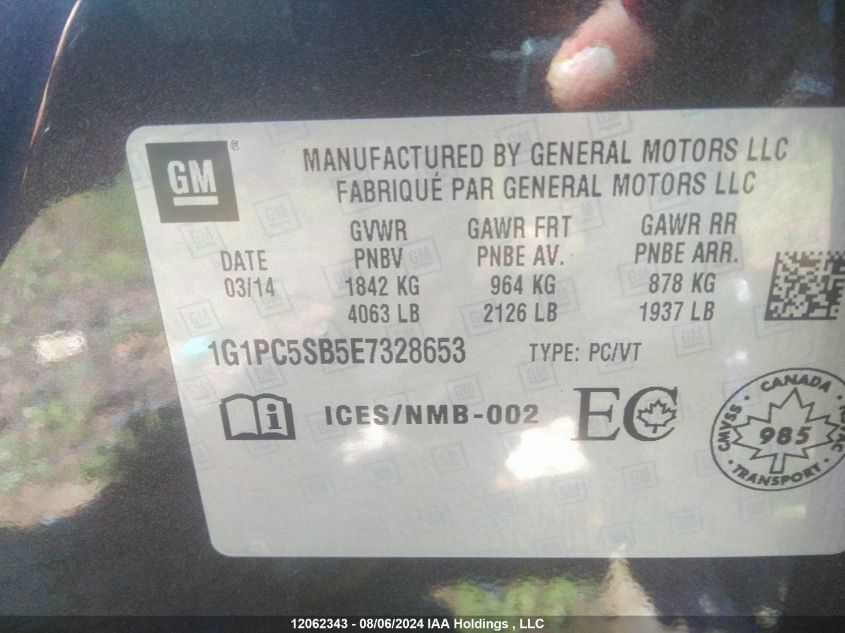 GM®
MANUFACTURED BY GENERAL MOTORS LLC
FABRIQUÉ PAR GENERAL MOTORS LLC
DATE
03/14
GVWR
PNBV
1842 KG
4063 LB
GAWR FRT
PNBE AV.
964 KG
2126 LB
GAWR RR
PNBE ARR.
878 KG
1937 LB
1G1PC5SB5E7328653 TYPE: PC/VT
i ICES/NMB-002 EC
CANADA
CMVSS 985
TRANSPORT
12062343 - 08/06/2024 IAA Holdings , LLC